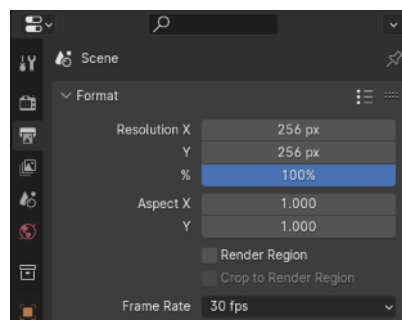 Scene
Format
Resolution X 256 px
Y 256 px
% 100%
Aspect X 1.000
Y 1.000
Render Region
Crop to Render Region
Frame Rate 30 fps